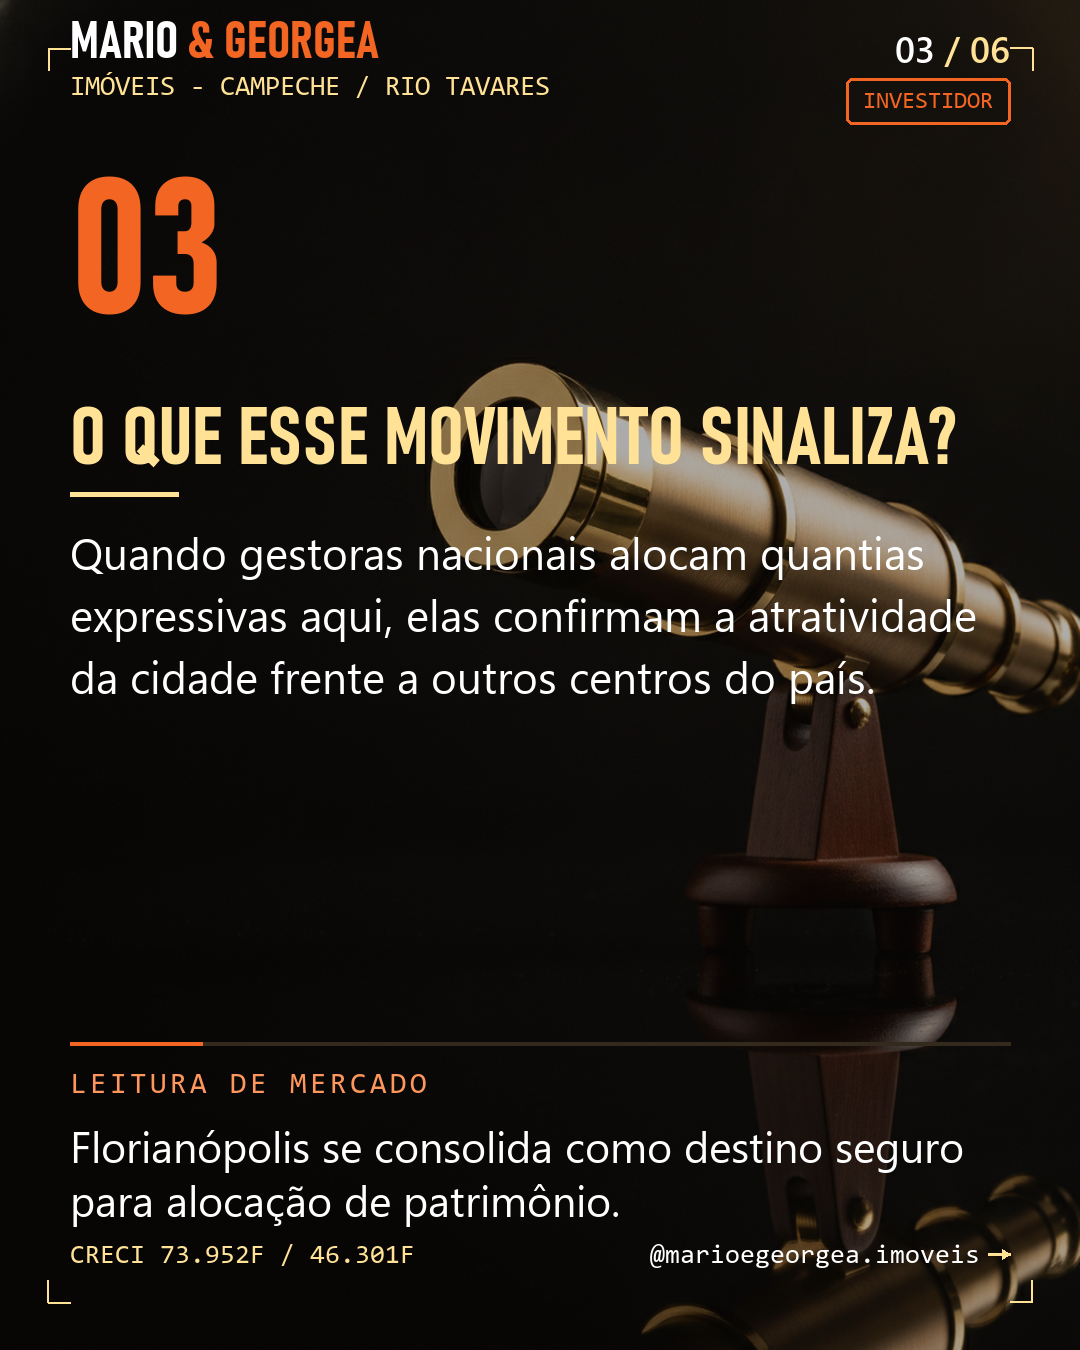 MARIO & GEORGEA
IMÓVEIS - CAMPECHE / RIO TAVARES
03 / 06
INVESTIDOR
03
O QUE ESSE MOVIMENTO SINALIZA?
Quando gestoras nacionais alocam quantias
expressivas aqui, elas confirmam a atratividade
da cidade frente a outros centros do país.
LEITURA DE MERCADO
Florianópolis se consolida como destino seguro
para alocação de patrimônio.
CRECI 73.952F / 46.301F
@marioegeorgea.imoveis →